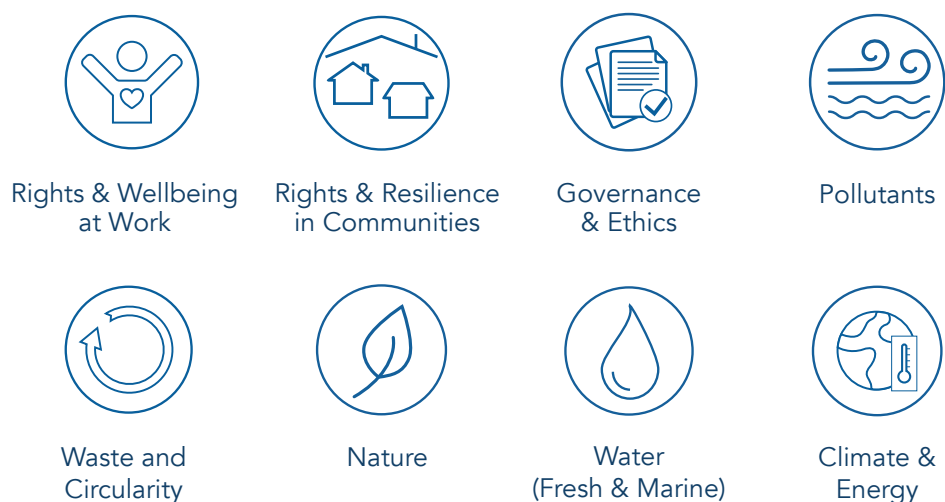 Rights & Wellbeing
at Work
Rights & Resilience
in Communities
Governance
& Ethics
Pollutants
Waste and
Circularity
Nature
Water
(Fresh & Marine)
Climate &
Energy